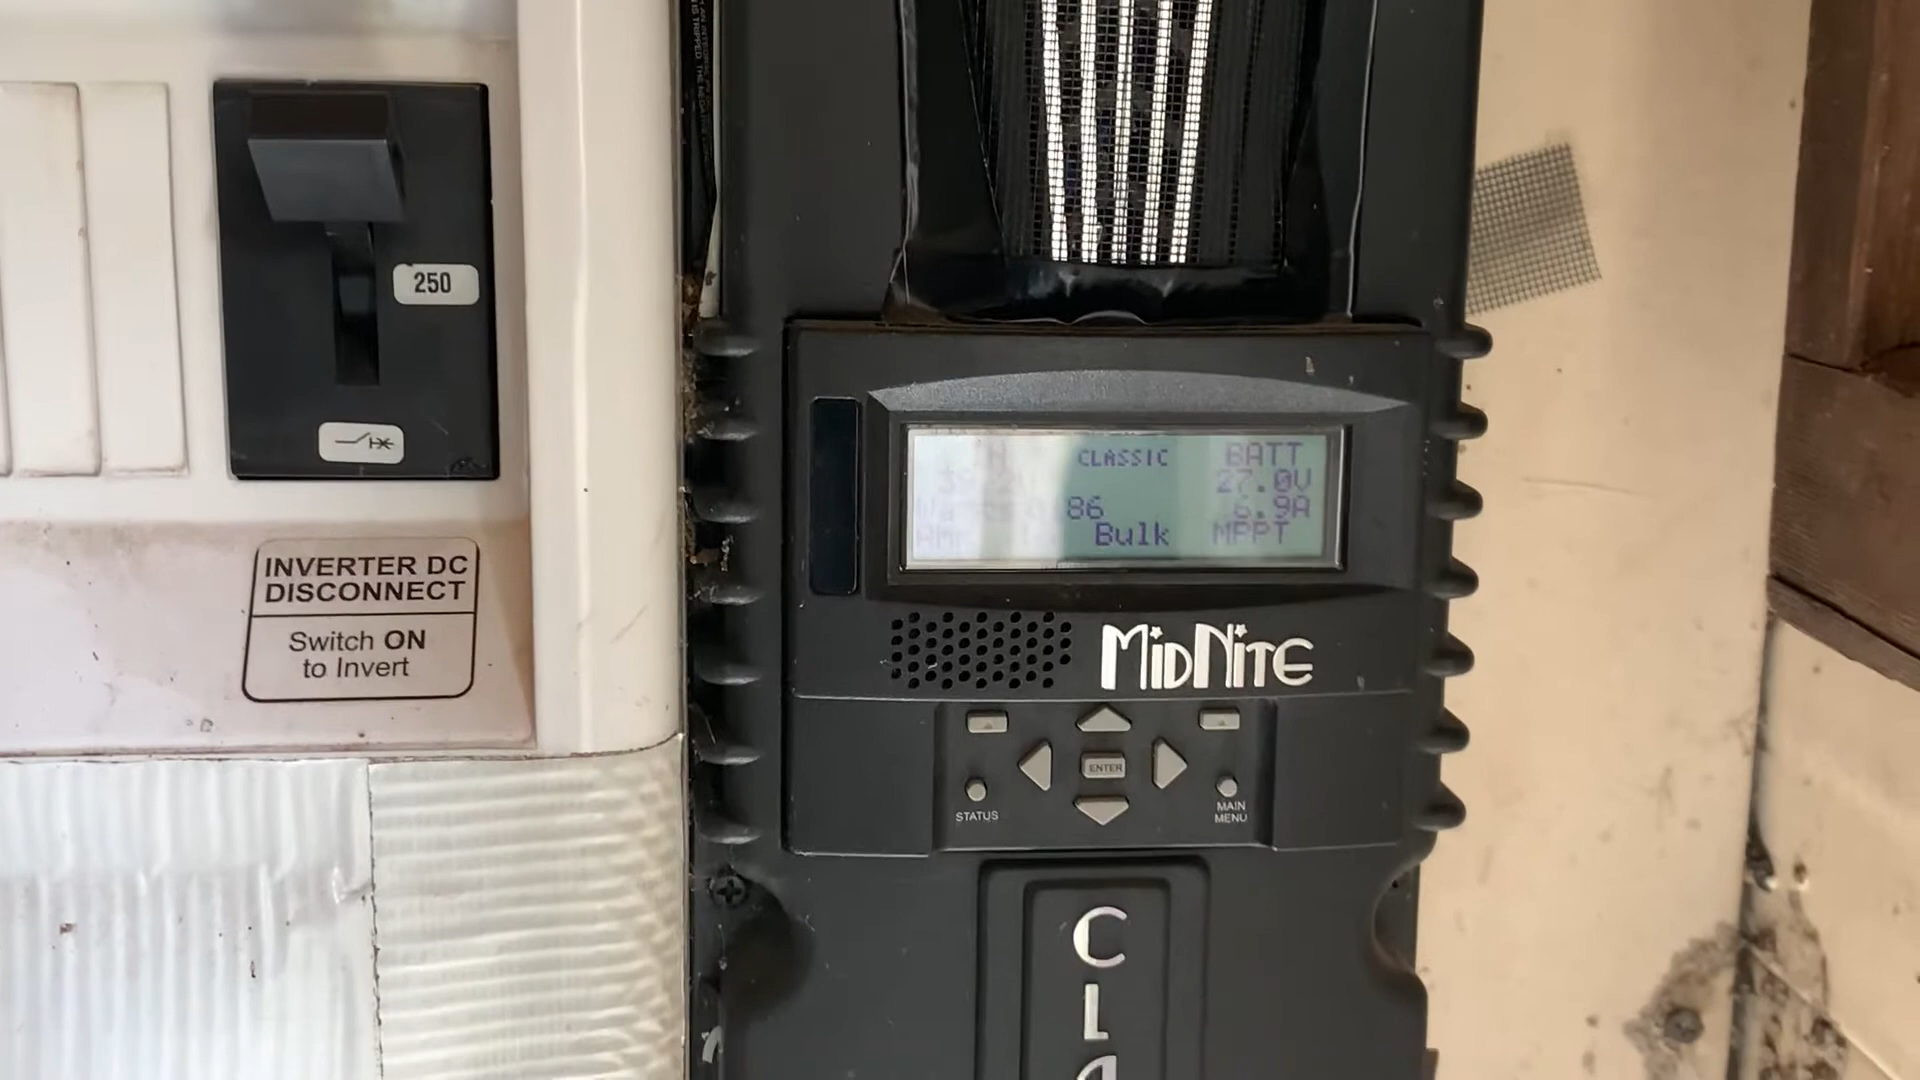 250
INVERTER DC
DISCONNECT
Switch ON
to Invert
CLASSIC BATT
27.0V
86 6.9A
Bulk MPPT
MIDNITE
ENTER
STATUS
MAIN
MENU